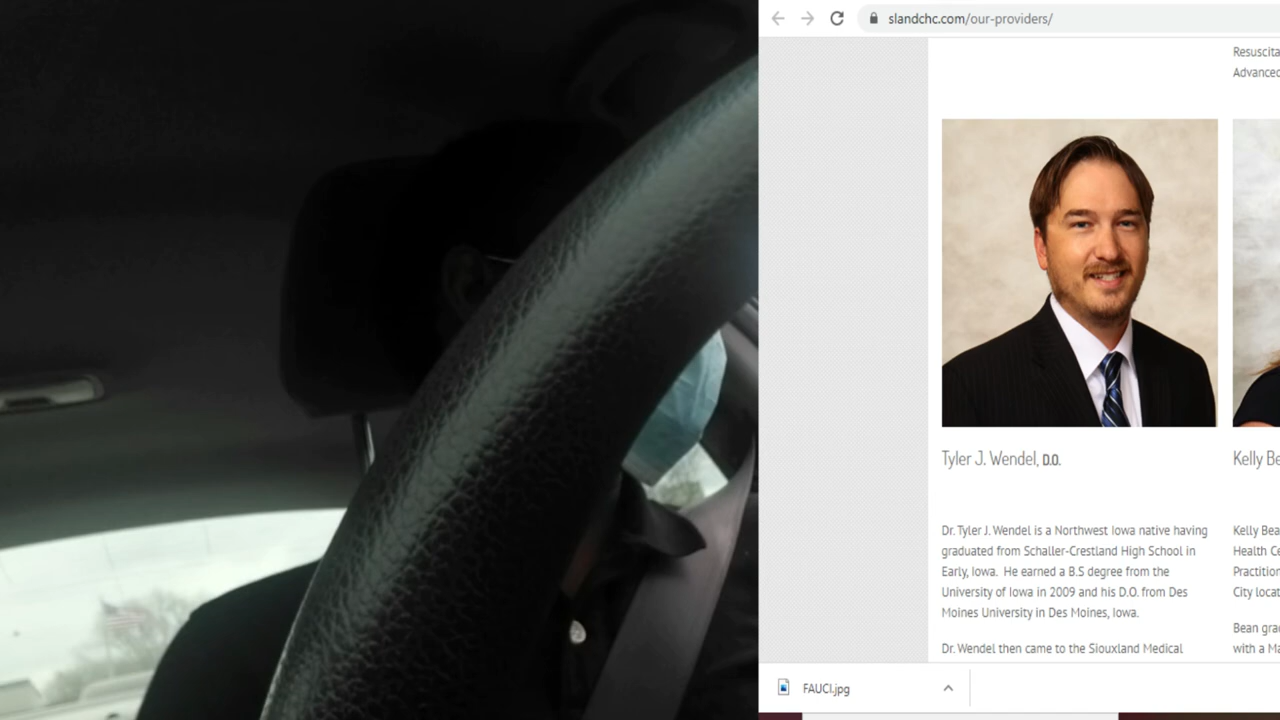 slandchc.com/our-providers/
Resuscita
Advanced
Tyler J. Wendel, D.O.
Kelly Be
Dr. Tyler J. Wendel is a Northwest Iowa native having
graduated from Schaller-Crestland High School in
Early, Iowa. He earned a B.S degree from the
University of Iowa in 2009 and his D.O. from Des
Moines University in Des Moines, Iowa.
Dr. Wendel then came to the Siouxland Medical
Kelly Bea
Health Ce
Practition
City locat
Bean grad
with a Ma
FAUCI.jpg